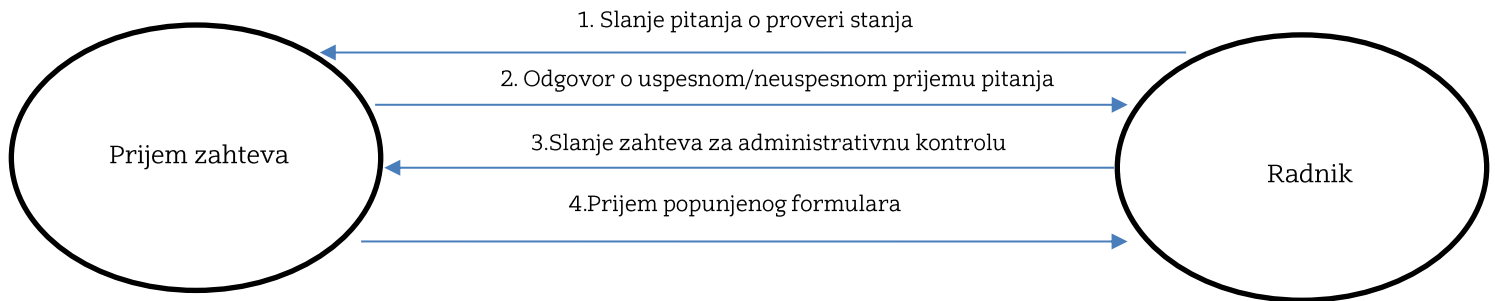 1. Slanje pitanja o proveri stanja
2. Odgovor o uspesnom/neuspesnom prijemu pitanja
3.Slanje zahteva za administrativnu kontrolu
Prijem zahteva
Radnik
4.Prijem popunjenog formulara